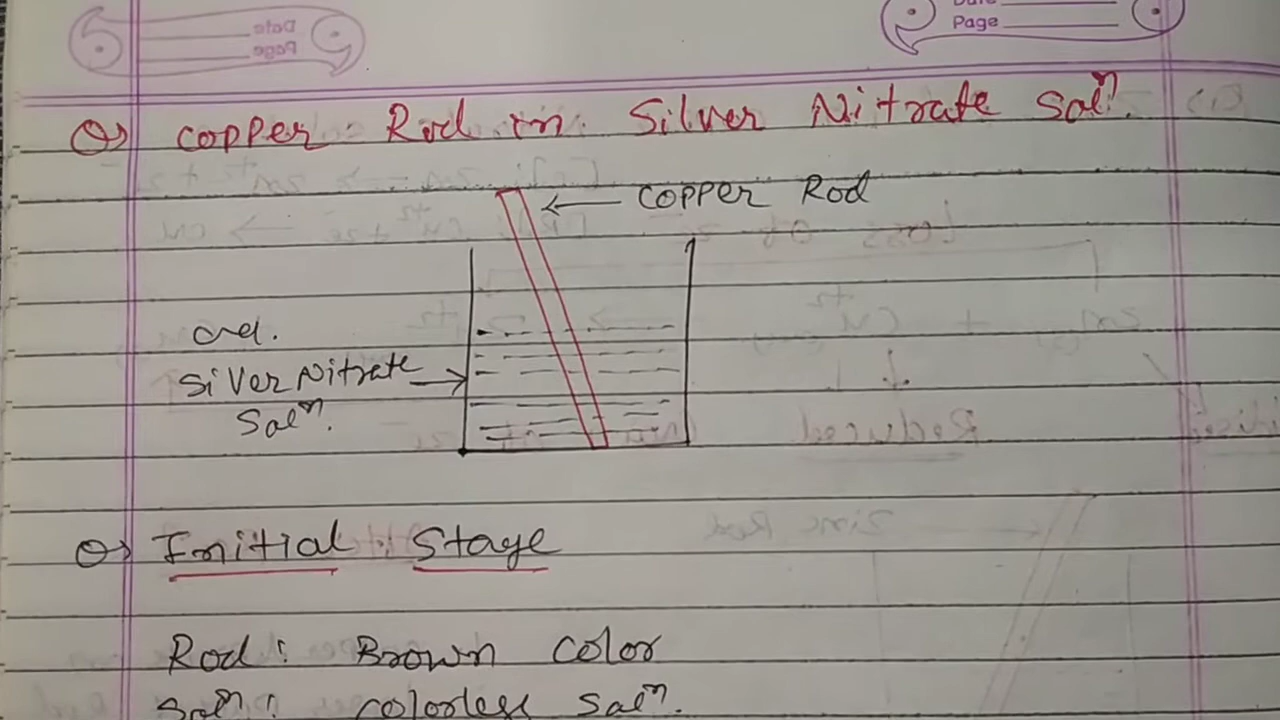 Date
Page
Copper Rod in Silver Nitrate Solⁿ.
Copper Rod
Silver Nitrate
Solⁿ.
Initial Stage
Rod : Brown Color
Solⁿ : Colorless Solⁿ.